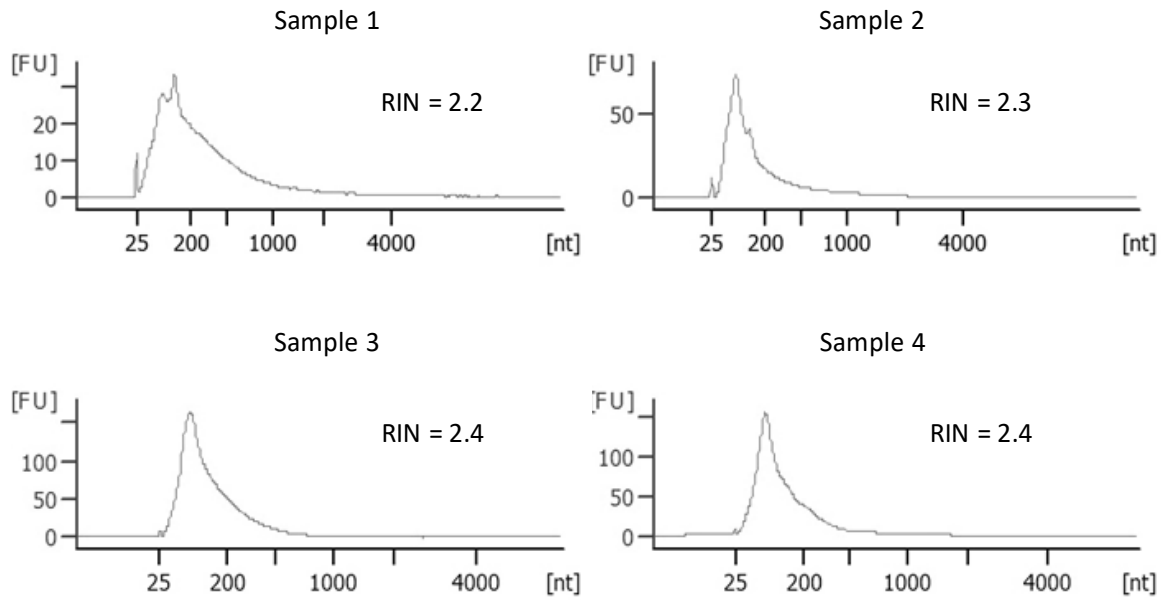 Sample 1
[FU]
RIN = 2.2
20
10
0
25 200 1000 4000 [nt]
Sample 2
[FU]
RIN = 2.3
50
0
25 200 1000 4000 [nt]
Sample 3
[FU]
RIN = 2.4
100
50
0
25 200 1000 4000 [nt]
Sample 4
[FU]
RIN = 2.4
100
50
0
25 200 1000 4000 [nt]